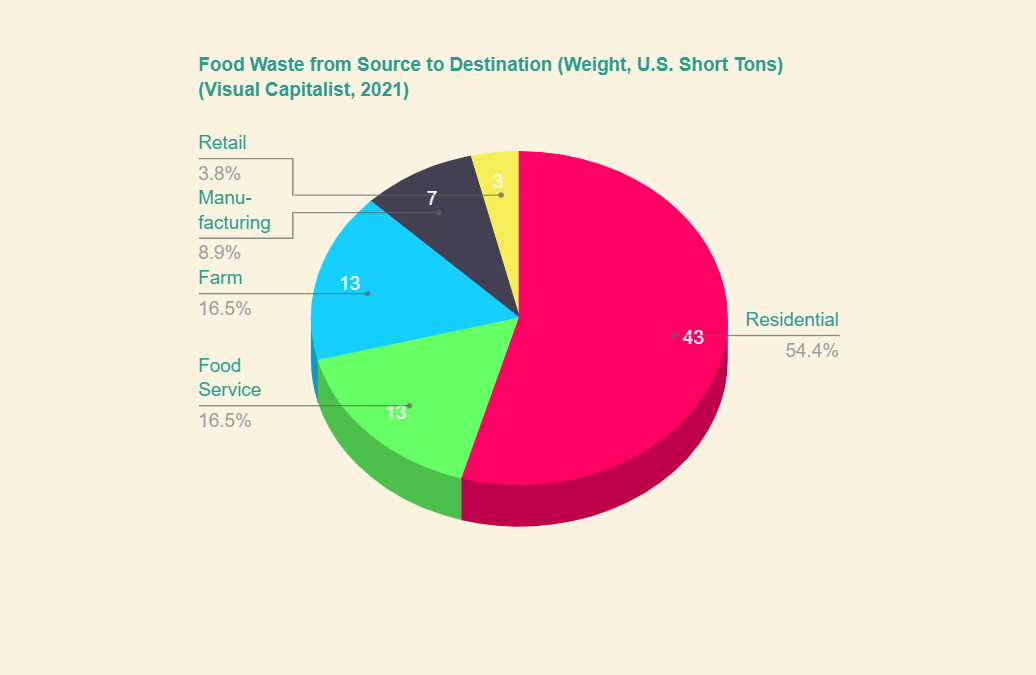 Food Waste from Source to Destination (Weight, U.S. Short Tons)
(Visual Capitalist, 2021)
Retail
3.8%
Manu-
facturing
8.9%
Farm
16.5%
Food
Service
16.5%
3
7
13
13
43
Residential
54.4%